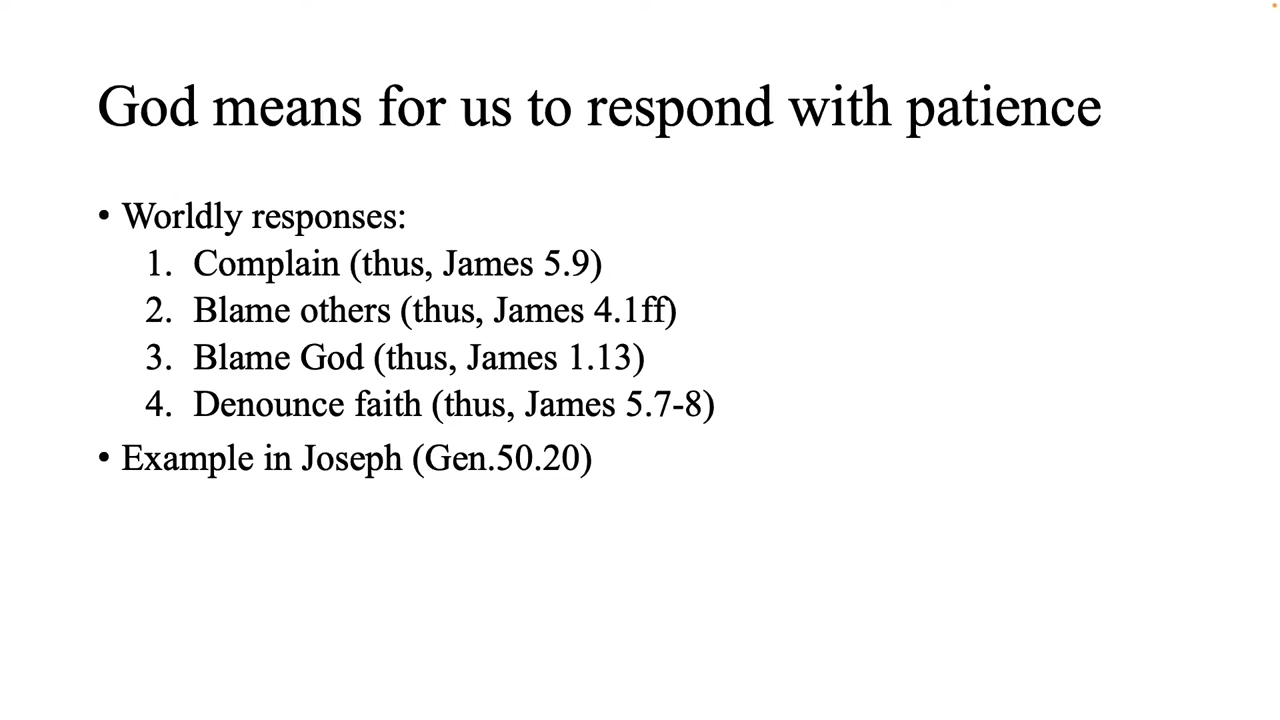 God means for us to respond with patience
• Worldly responses:
1. Complain (thus, James 5.9)
2. Blame others (thus, James 4.1ff)
3. Blame God (thus, James 1.13)
4. Denounce faith (thus, James 5.7-8)
• Example in Joseph (Gen.50.20)